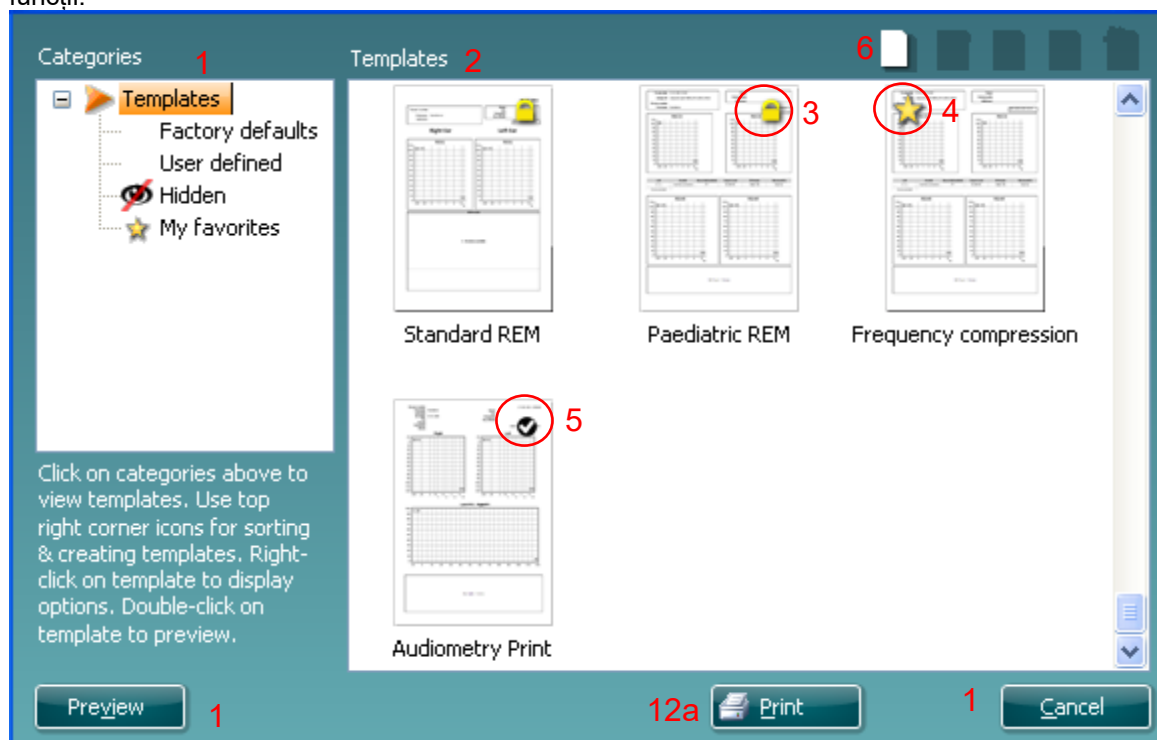 funcții.
Categories 1
Templates 2
6
Templates
Factory defaults
User defined
Hidden
My favorites
3
4
Standard REM
Paediatric REM
Frequency compression
5
Audiometry Print
Click on categories above to
view templates. Use top
right corner icons for sorting
& creating templates. Right-
click on template to display
options. Double-click on
template to preview.
Preview 1
12a Print
1 Cancel